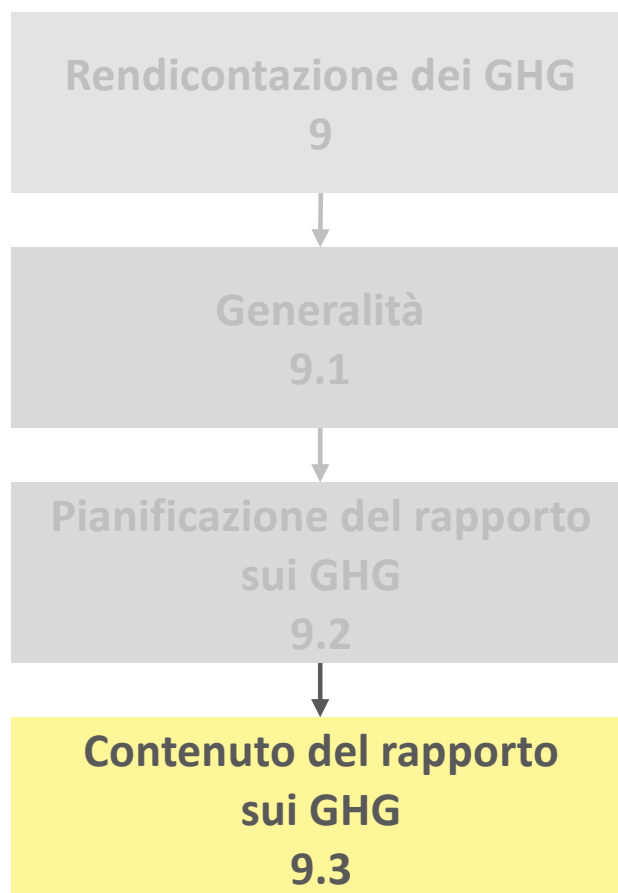 Rendicontazione dei GHG
9
Generalità
9.1
Pianificazione del rapporto
sui GHG
9.2
Contenuto del rapporto
sui GHG
9.3